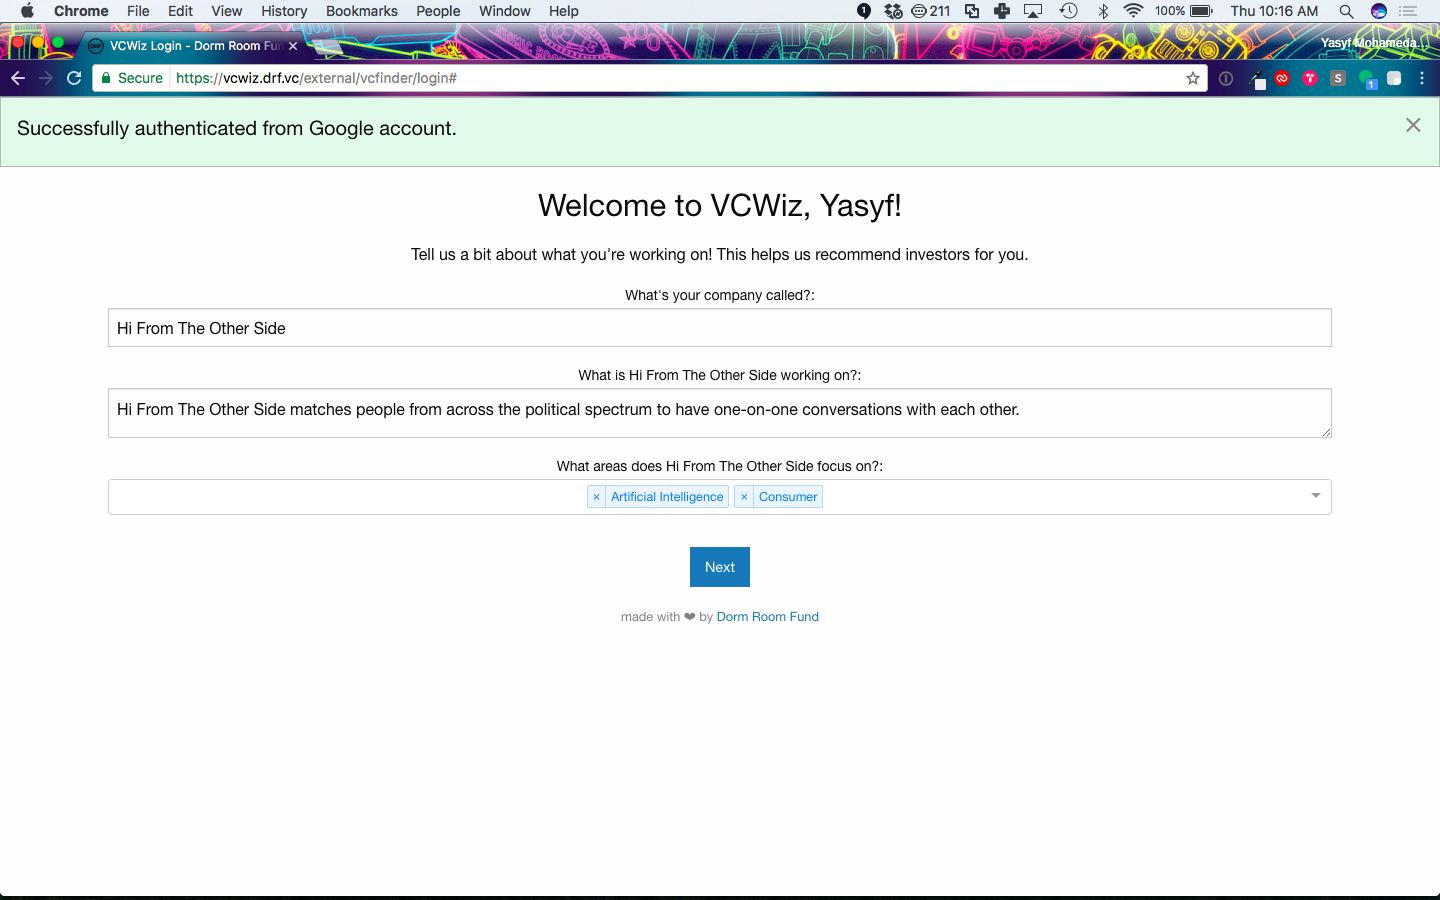 Chrome File Edit View History Bookmarks People Window Help 211 100% Thu 10:16 AM
VCWiz Login - Dorm Room Fu
Yasyf Mohameda...
Secure https://vcwiz.drf.vc/external/vcfinder/login#
S
1
Successfully authenticated from Google account.
Welcome to VCWiz, Yasyf!
Tell us a bit about what you're working on! This helps us recommend investors for you.
What's your company called?:
Hi From The Other Side
What is Hi From The Other Side working on?:
Hi From The Other Side matches people from across the political spectrum to have one-on-one conversations with each other.
What areas does Hi From The Other Side focus on?:
× Artificial Intelligence × Consumer
Next
made with ❤ by Dorm Room Fund